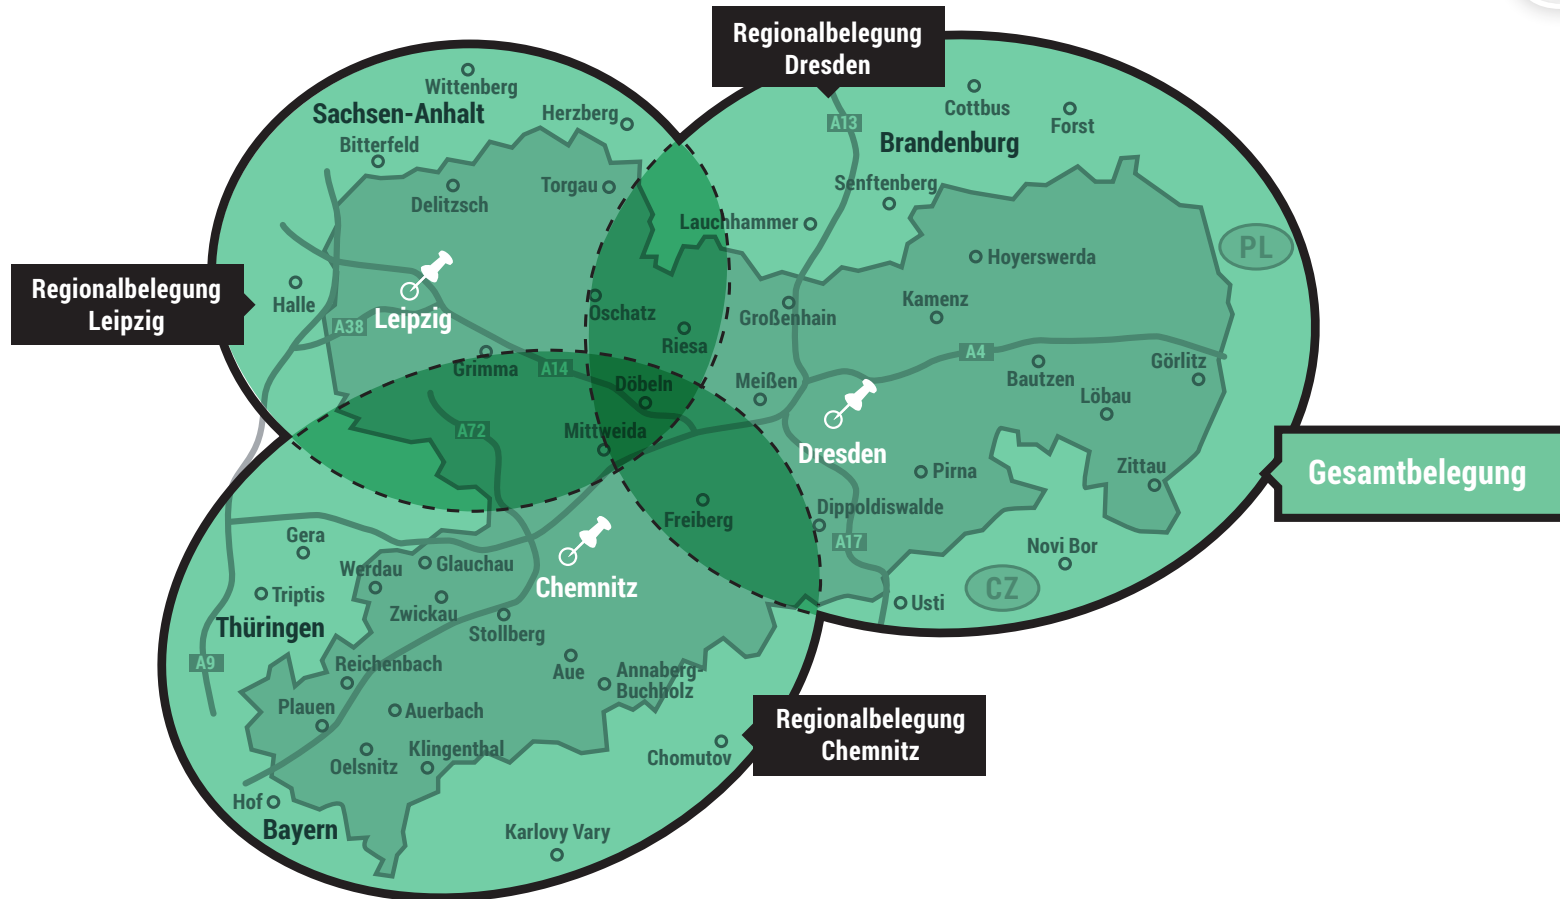 Regionalbelegung
Dresden
Wittenberg
Sachsen-Anhalt
Herzberg
Bitterfeld
Cottbus
Forst
A13
Brandenburg
Torgau
Delitzsch
Senftenberg
Lauchhammer
PL
Hoyerswerda
Regionalbelegung
Leipzig
Halle
A38
Leipzig
Oschatz
Riesa
Großenhain
Kamenz
A4
Görlitz
Grimma
A14
Döbeln
Meißen
Bautzen
Löbau
A72
Mittweida
Dresden
Pirna
Zittau
Gesamtbelegung
Dippoldiswalde
Freiberg
A17
Gera
Novi Bor
Werdau
Glauchau
Chemnitz
CZ
Triptis
Zwickau
Usti
Thüringen
Stollberg
A9
Reichenbach
Aue
Annaberg-
Buchholz
Plauen
Auerbach
Regionalbelegung
Chemnitz
Oelsnitz
Klingenthal
Chomutov
Hof
Bayern
Karlovy Vary